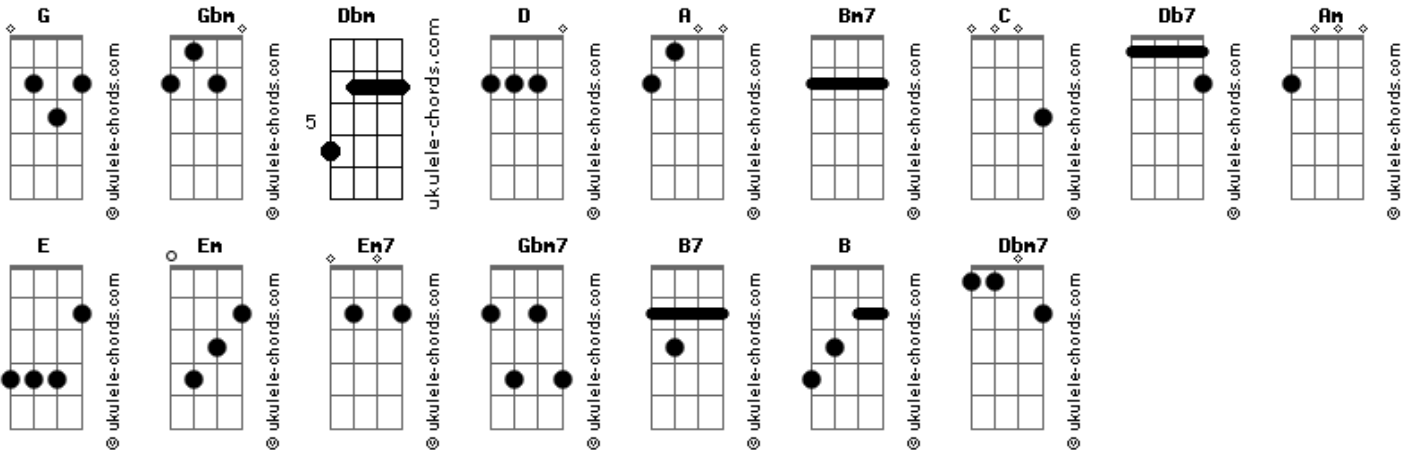 G Gbm Dbm D A Bm7 C Db7 Am
5
© ukulele-chords.com © ukulele-chords.com ukulele-chords.com © ukulele-chords.com © ukulele-chords.com © ukulele-chords.com © ukulele-chords.com © ukulele-chords.com © ukulele-chords.com
E Em Em7 Gbm7 B7 B Dbm7
© ukulele-chords.com © ukulele-chords.com © ukulele-chords.com © ukulele-chords.com © ukulele-chords.com © ukulele-chords.com © ukulele-chords.com